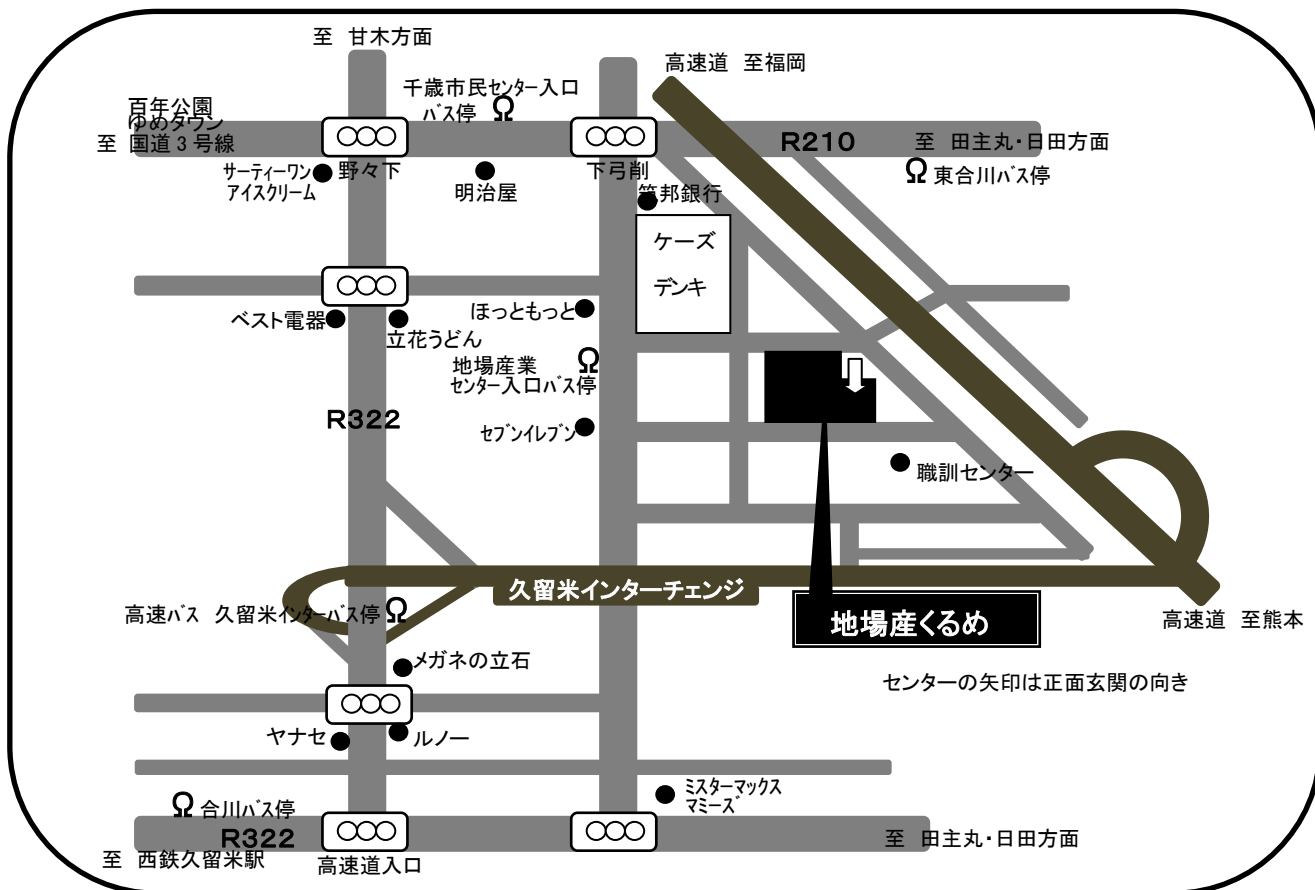 至 甘木方面
高速道 至福岡
千歳市民センター入口
バス停
百年公園
ゆめタウン
至 国道3号線
R210
至 田主丸・日田方面
サーティーワン
アイスクリーム
野々下
明治屋
下弓削
筑邦銀行
東合川バス停
ケーズ
デンキ
ベスト電器
立花うどん
ほっともっと
地場産業
センター入口バス停
R322
セブンイレブン
職訓センター
久留米インターチェンジ
高速バス 久留米インターバス停
地場産くるめ
高速道 至熊本
メガネの立石
センターの矢印は正面玄関の向き
ヤナセ
ルノー
ミスターマックス
マミーズ
合川バス停
R322
至 西鉄久留米駅
高速道入口
至 田主丸・日田方面